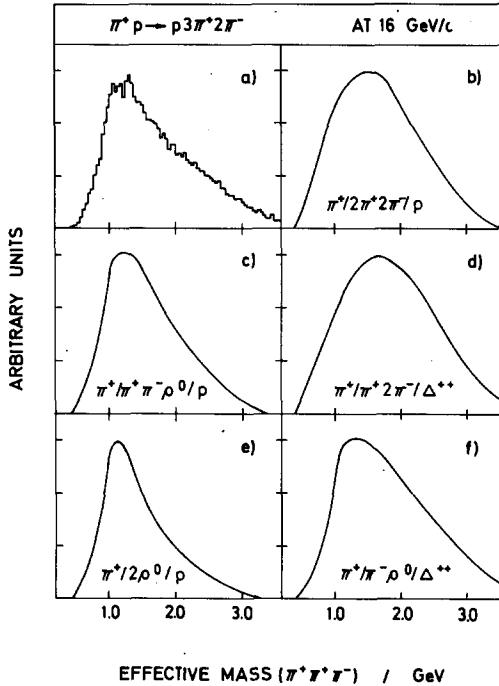 π⁺p → p3π⁺2π⁻ AT 16 GeV/c
a) b)
π⁺/2π⁺2π⁻/p
c) d)
π⁺/π⁺π⁻ρ⁰/p π⁺/π⁺2π⁻/Δ⁺⁺
e) f)
π⁺/2ρ⁰/p π⁺/π⁻ρ⁰/Δ⁺⁺
ARBITRARY UNITS
1.0 2.0 3.0 1.0 2.0 3.0
EFFECTIVE MASS (π⁺π⁺π⁻) / GeV